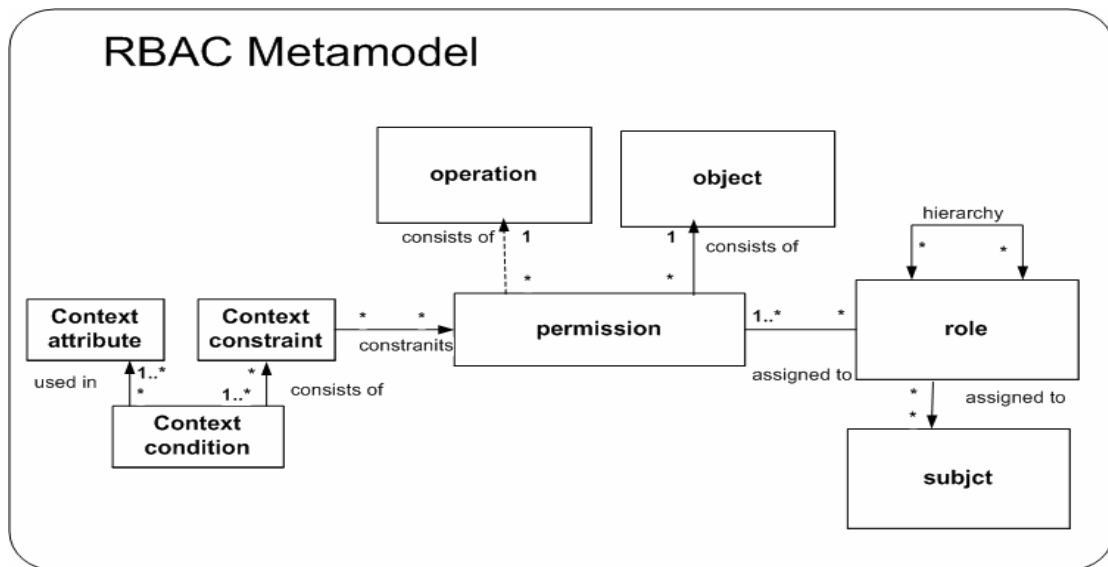 RBAC Metamodel
operation
object
consists of
1
*
1
*
consists of
hierarchy
*
*
Context
attribute
Context
constraint
*
*
constranits
permission
1..*
*
assigned to
role
used in
1..*
*
*
1..*
consists of
Context
condition
*
*
assigned to
subjct